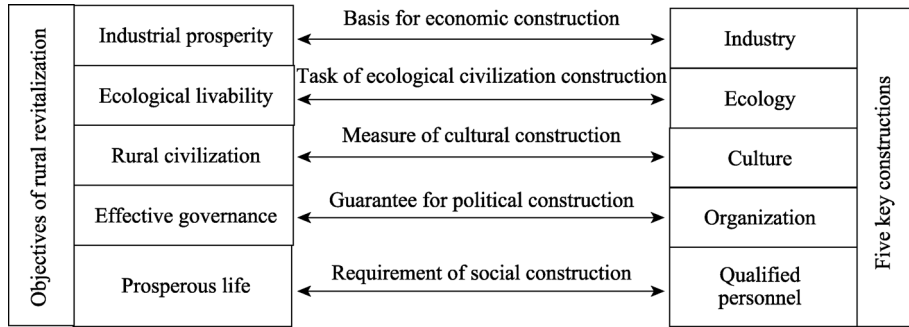 Objectives of rural revitalization
Industrial prosperity
Basis for economic construction
Industry
Ecological livability
Task of ecological civilization construction
Ecology
Rural civilization
Measure of cultural construction
Culture
Effective governance
Guarantee for political construction
Organization
Prosperous life
Requirement of social construction
Qualified
personnel
Five key constructions